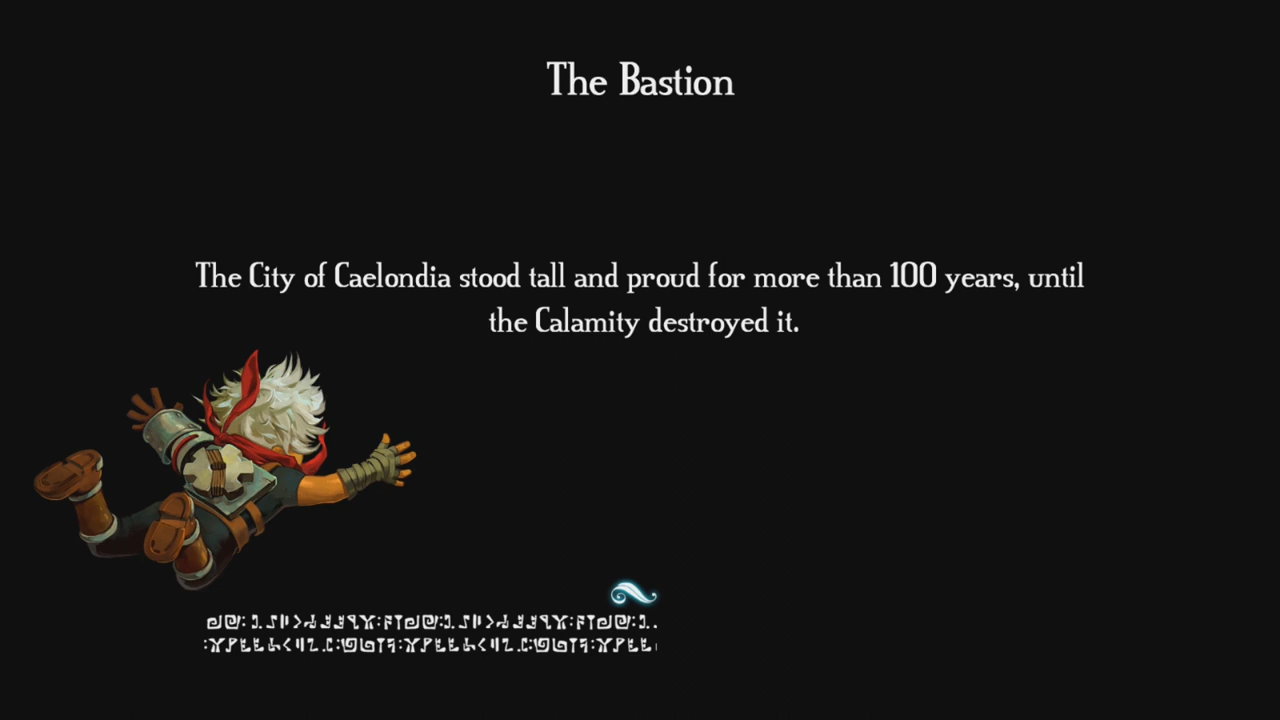 The Bastion
The City of Caelondia stood tall and proud for more than 100 years, until
the Calamity destroyed it.